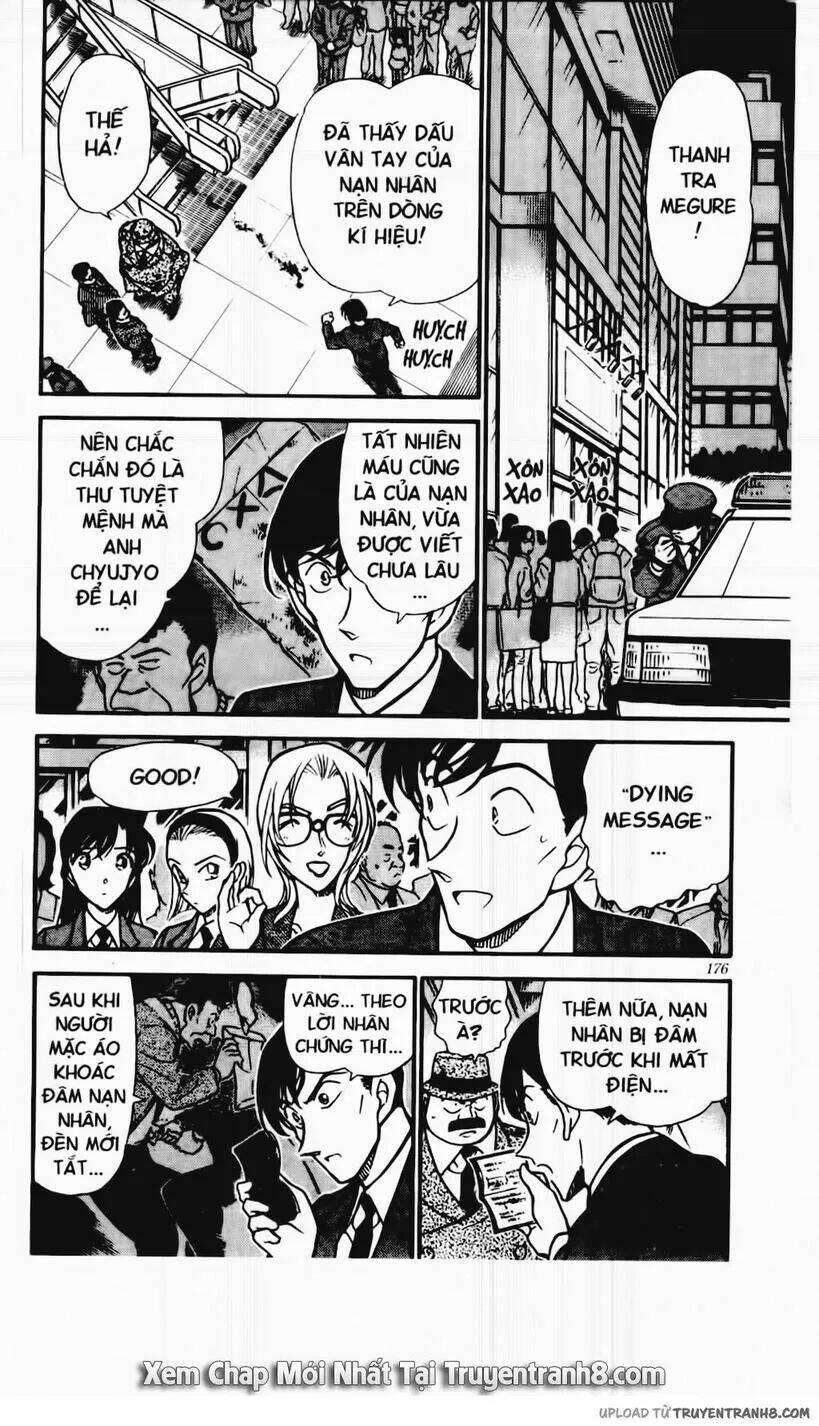 THANH
TRA
MEGURE
!
ĐÃ THẤY DẤU
VÂN TAY CỦA
NẠN NHÂN
TRÊN DÒNG
KÍ HIỆU!
THẾ
HẢ!
HUỴCH
HUỴCH
XÔN
XAO
XÔN
XAO
TẤT NHIÊN
MÁU CŨNG
LÀ CỦA NẠN
NHÂN, VỪA
ĐƯỢC VIẾT
CHƯA LÂU
...
NÊN CHẮC
CHẮN ĐÓ LÀ
THƯ TUYỆT
MỆNH MÀ
ANH
CHYUJYO
ĐỂ LẠI
...
X
C
"DYING
MESSAGE"
...
GOOD!
176
THÊM NỮA, NẠN
NHÂN BỊ ĐÂM
TRƯỚC KHI MẤT
ĐIỆN...
TRƯỚC
À?
VÂNG... THEO
LỜI NHÂN
CHỨNG THÌ...
SAU KHI
NGƯỜI
MẶC ÁO
KHOÁC
ĐÂM NẠN
NHÂN,
ĐÈN MỚI
TẮT...
Xem Chap Mới Nhất Tại Truyentranh8.com
UPLOAD TỪ TRUYENTRANH8.COM